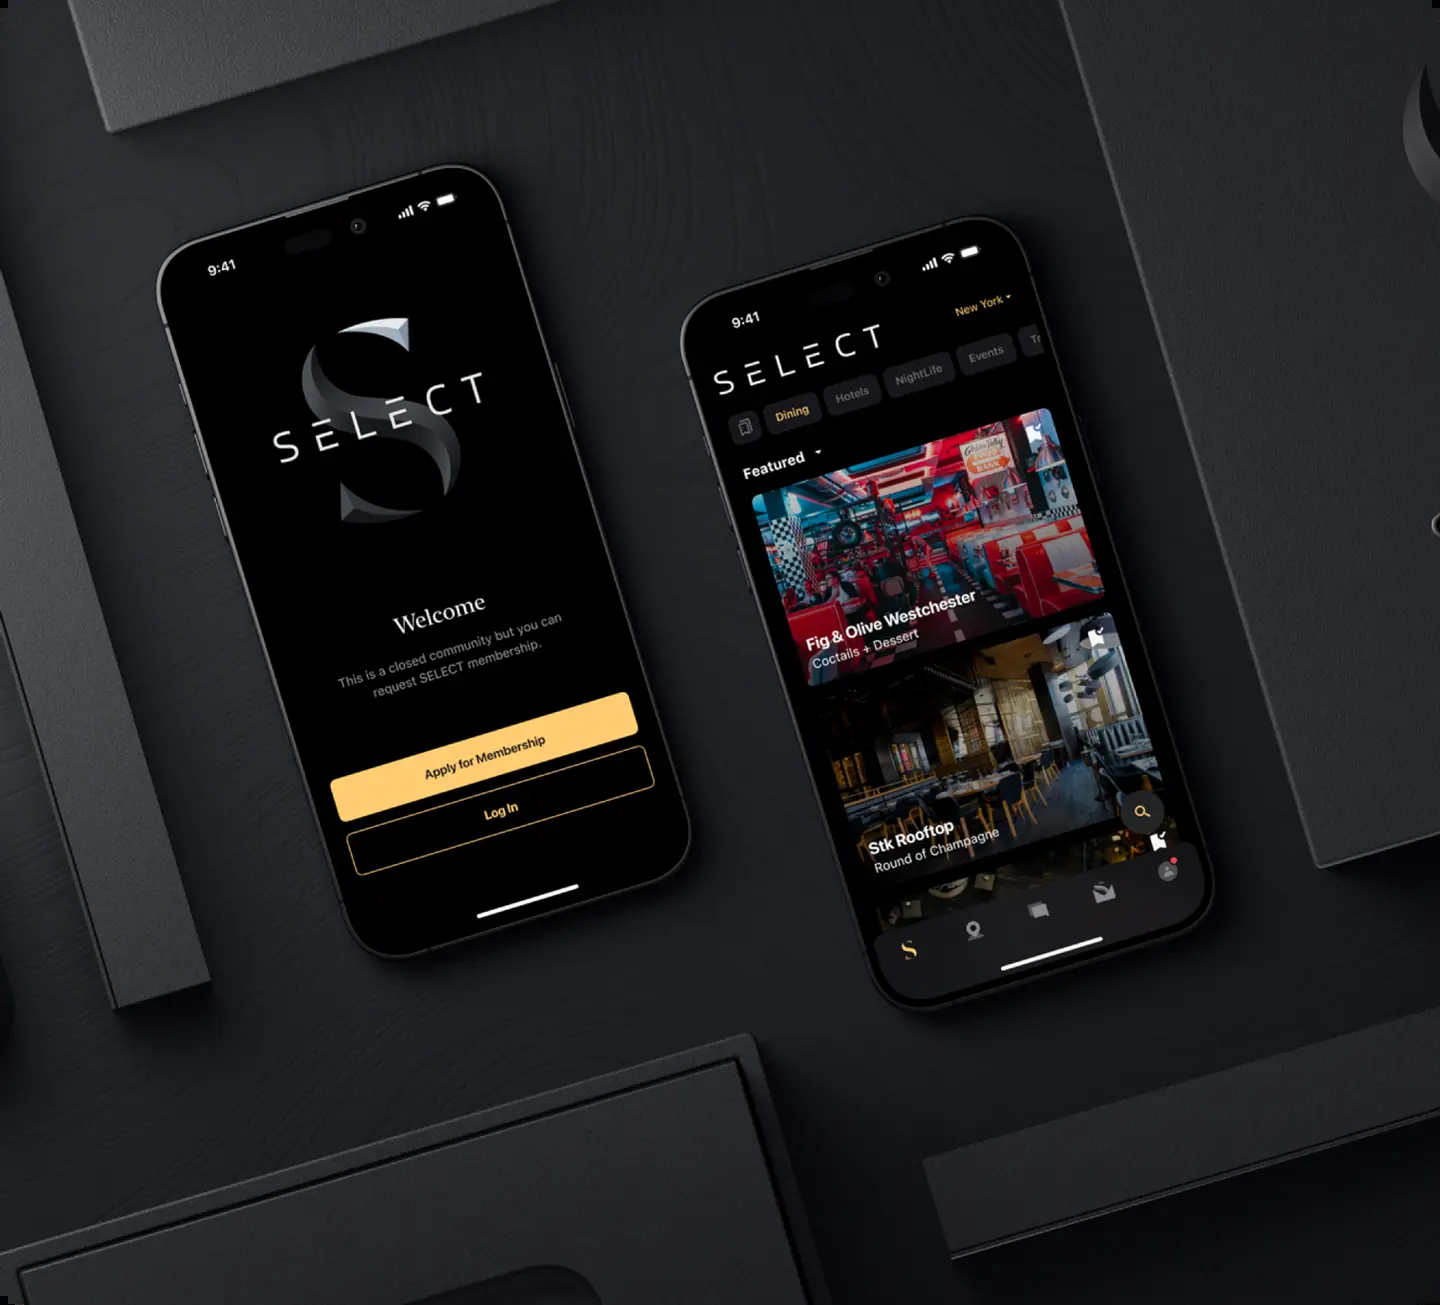 9:41
SELECT
Welcome
This is a closed community but you can
request SELECT membership.
Apply for Membership
Log In
9:41
New York
SELECT
Dining
Hotels
NightLife
Events
Tr
Featured
FOOD
BANK
Fig & Olive Westchester
Coctails + Dessert
Stk Rooftop
Round of Champagne